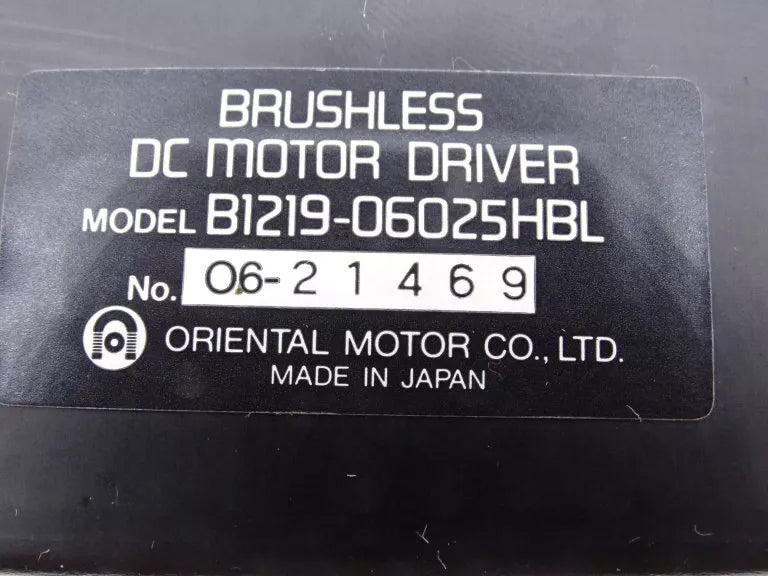 BRUSHLESS
DC MOTOR DRIVER
MODEL B1219-06025HBL
No. 06-21469
ORIENTAL MOTOR CO., LTD.
MADE IN JAPAN